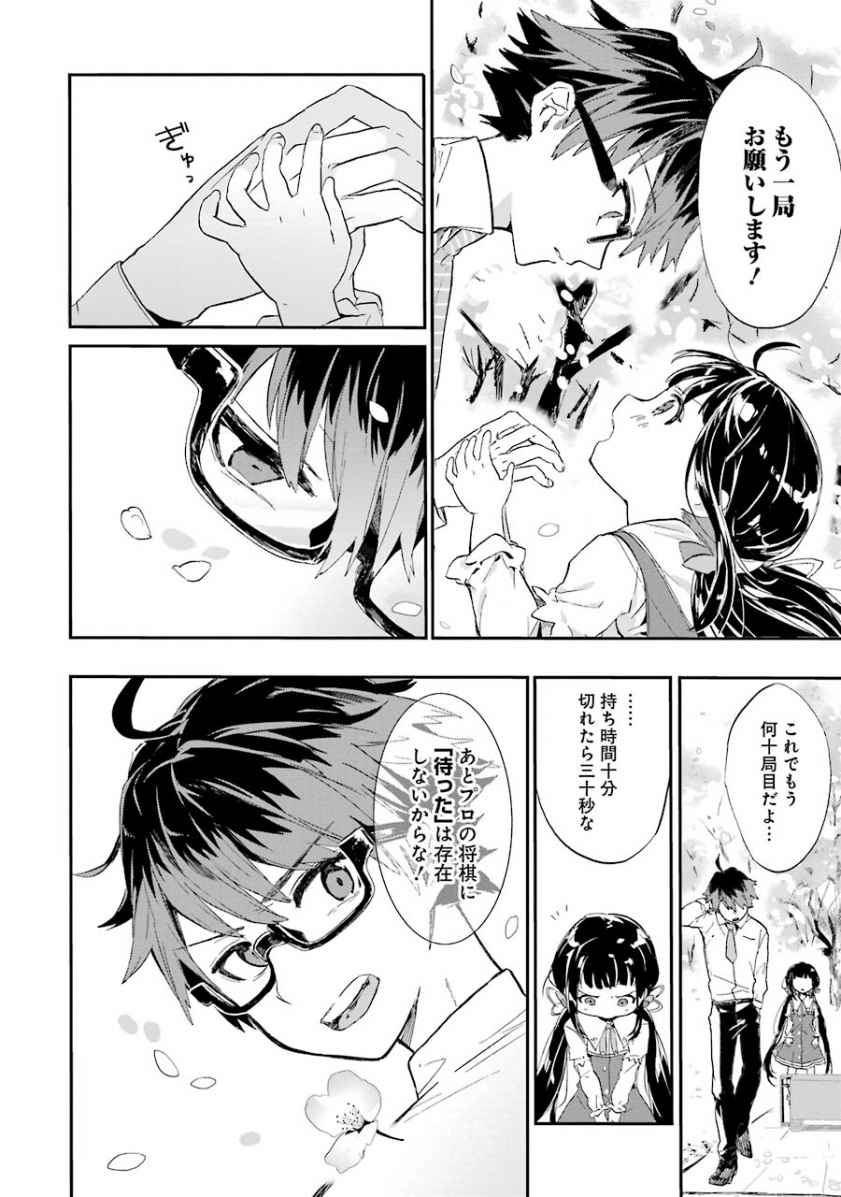 もう一局
お願いします！
ぎゅっ
これでもう
何十局目だよ…
……
持ち時間十分
切れたら三十秒な
あとプロの将棋に
「待った」は存在
しないからな！